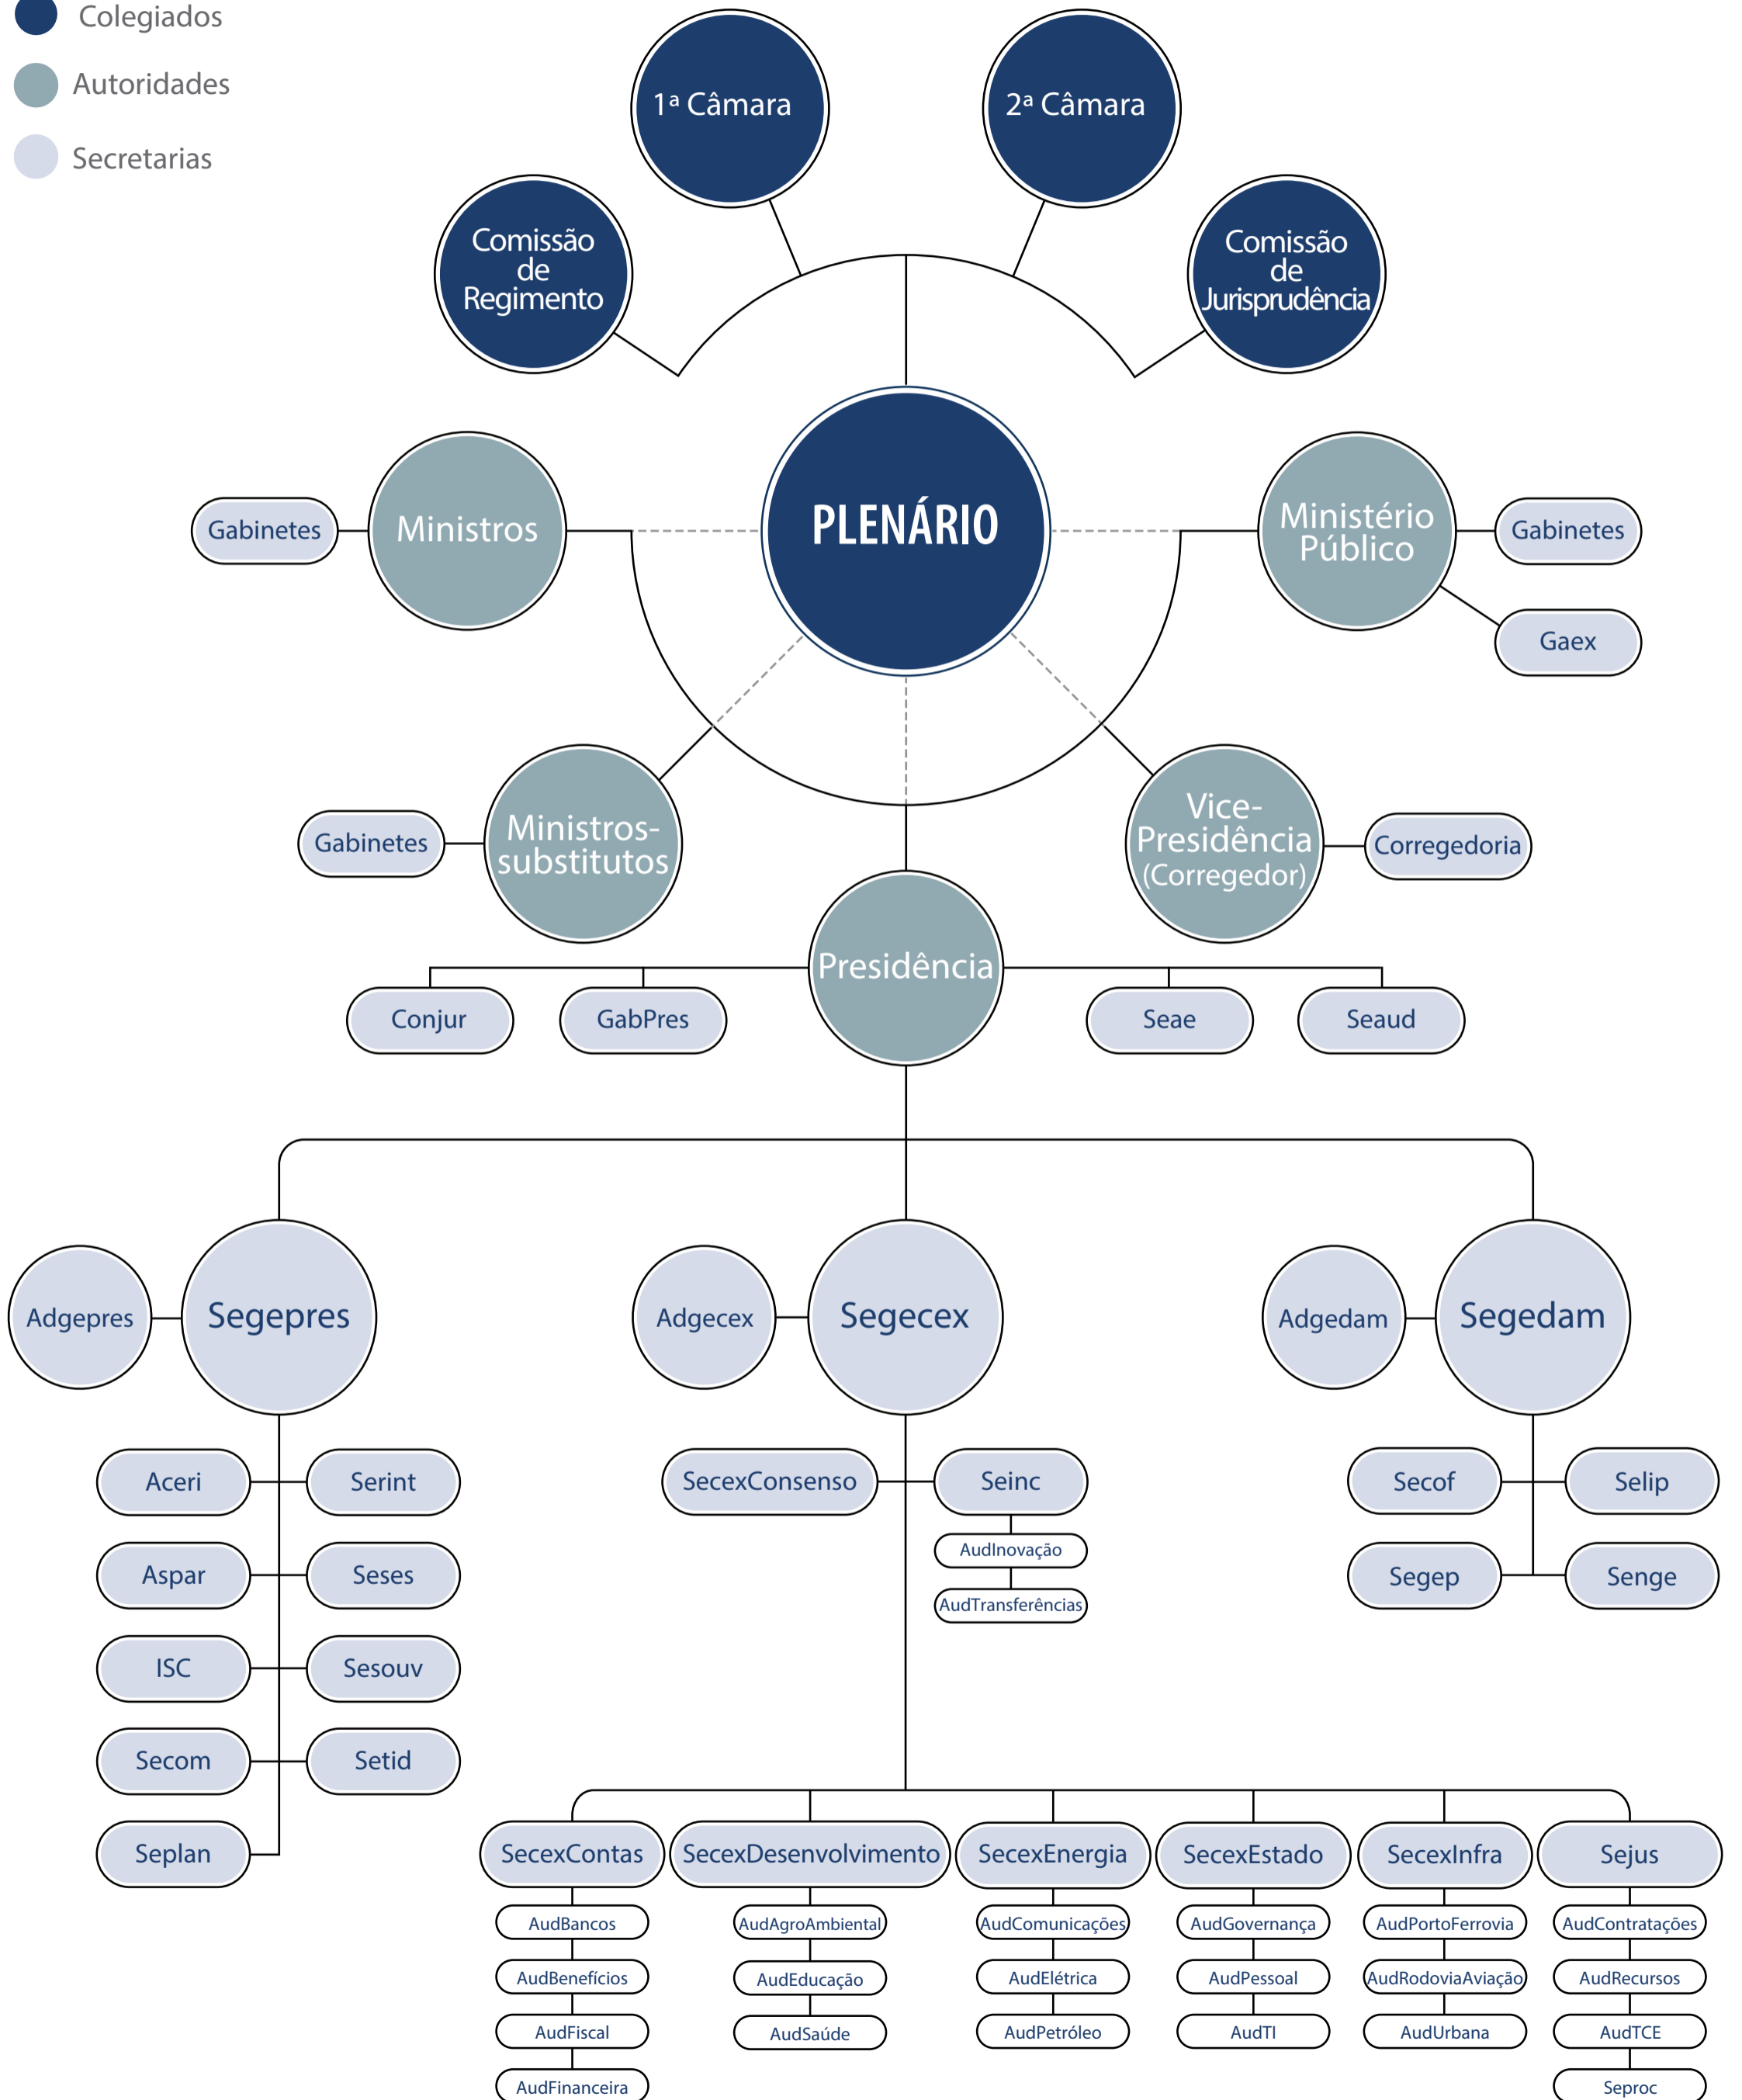 Colegiados
Autoridades
Secretarias
1ª Câmara
2ª Câmara
Comissão
de
Regimento
Comissão
de
Jurisprudência
PLENÁRIO
Gabinetes
Ministros
Ministério
Público
Gabinetes
Gaex
Gabinetes
Ministros-
substitutos
Vice-
Presidência
(Corregedor)
Corregedoria
Presidência
Conjur
GabPres
Seae
Seaud
Adgepres
Segepres
Adgecex
Segecex
Adgedam
Segedam
Aceri
Serint
Aspar
Seses
ISC
Sesouv
Secom
Setid
Seplan
SecexConsenso
Seinc
AudInovação
AudTransferências
Secof
Selip
Segep
Senge
SecexContas
SecexDesenvolvimento
SecexEnergia
SecexEstado
SecexInfra
Sejus
AudBancos
AudAgroAmbiental
AudComunicações
AudGovernança
AudPortoFerrovia
AudContratações
AudBenefícios
AudEducação
AudElétrica
AudPessoal
AudRodoviaAviação
AudRecursos
AudFiscal
AudSaúde
AudPetróleo
AudTI
AudUrbana
AudTCE
AudFinanceira
Seproc